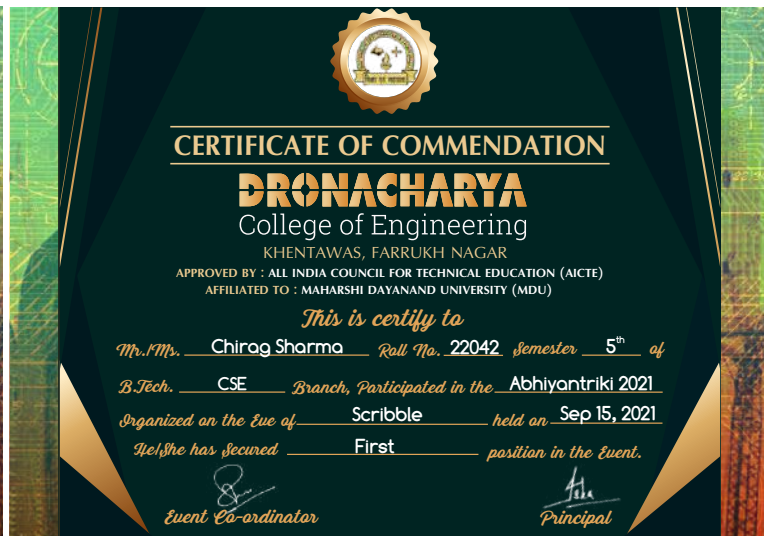 CERTIFICATE OF COMMENDATION
DRONACHARYA
College of Engineering
KHENTAWAS, FARRUKH NAGAR
APPROVED BY : ALL INDIA COUNCIL FOR TECHNICAL EDUCATION (AICTE)
AFFILIATED TO : MAHARSHI DAYANAND UNIVERSITY (MDU)
This is certify to
Mr./Ms. Chirag Sharma Roll No. 22042 Semester 5th of
B.Tech. CSE Branch, Participated in the Abhiyantriki 2021
Organized on the Eve of Scribble held on Sep 15, 2021
He/She has Secured First position in the Event.
Event Co-ordinator Principal